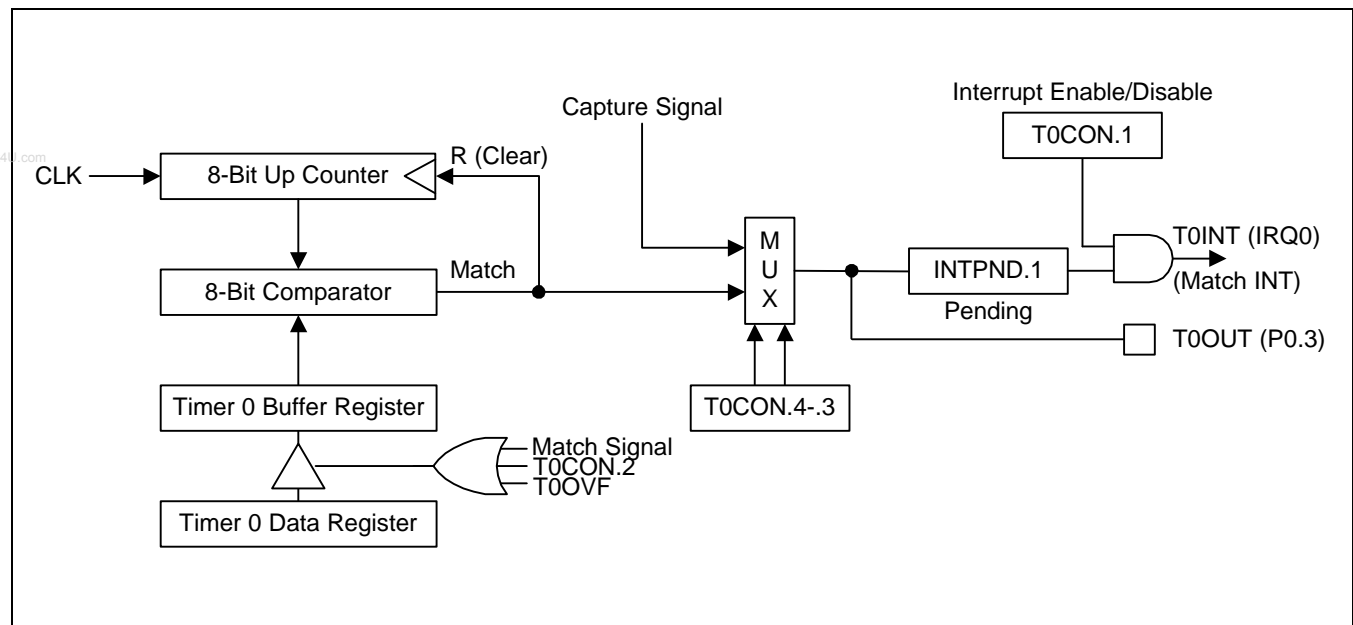 Interrupt Enable/Disable
Capture Signal
T0CON.1
4U.com
R (Clear)
CLK
8-Bit Up Counter
M
U
X
T0INT (IRQ0)
Match
8-Bit Comparator
INTPND.1
(Match INT)
Pending
T0OUT (P0.3)
Timer 0 Buffer Register
T0CON.4-.3
Match Signal
T0CON.2
T0OVF
Timer 0 Data Register